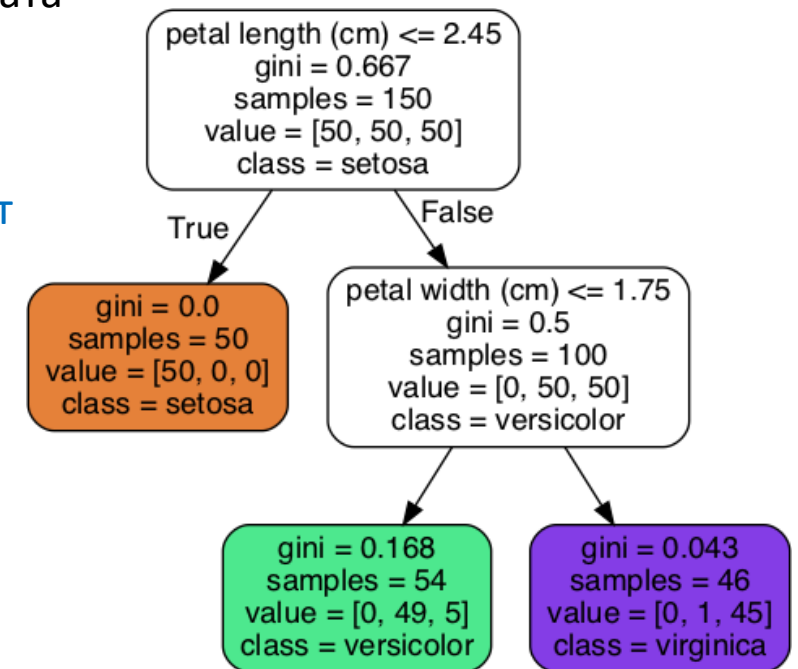 petal length (cm) <= 2.45
gini = 0.667
samples = 150
value = [50, 50, 50]
class = setosa
T
True
False
gini = 0.0
samples = 50
value = [50, 0, 0]
class = setosa
petal width (cm) <= 1.75
gini = 0.5
samples = 100
value = [0, 50, 50]
class = versicolor
gini = 0.168
samples = 54
value = [0, 49, 5]
class = versicolor
gini = 0.043
samples = 46
value = [0, 1, 45]
class = virginica